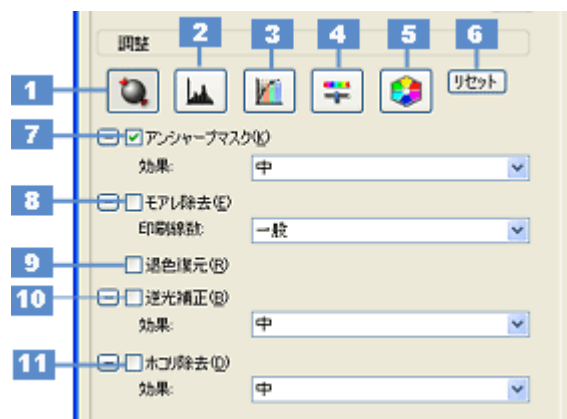 調整
1
2
3
4
5
6
リセット
7
アンシャープマスク(K)
効果: 中
8
モアレ除去(E)
印刷線数: 一般
9
退色復元(R)
10
逆光補正(B)
効果: 中
11
ホコリ除去(D)
効果: 中